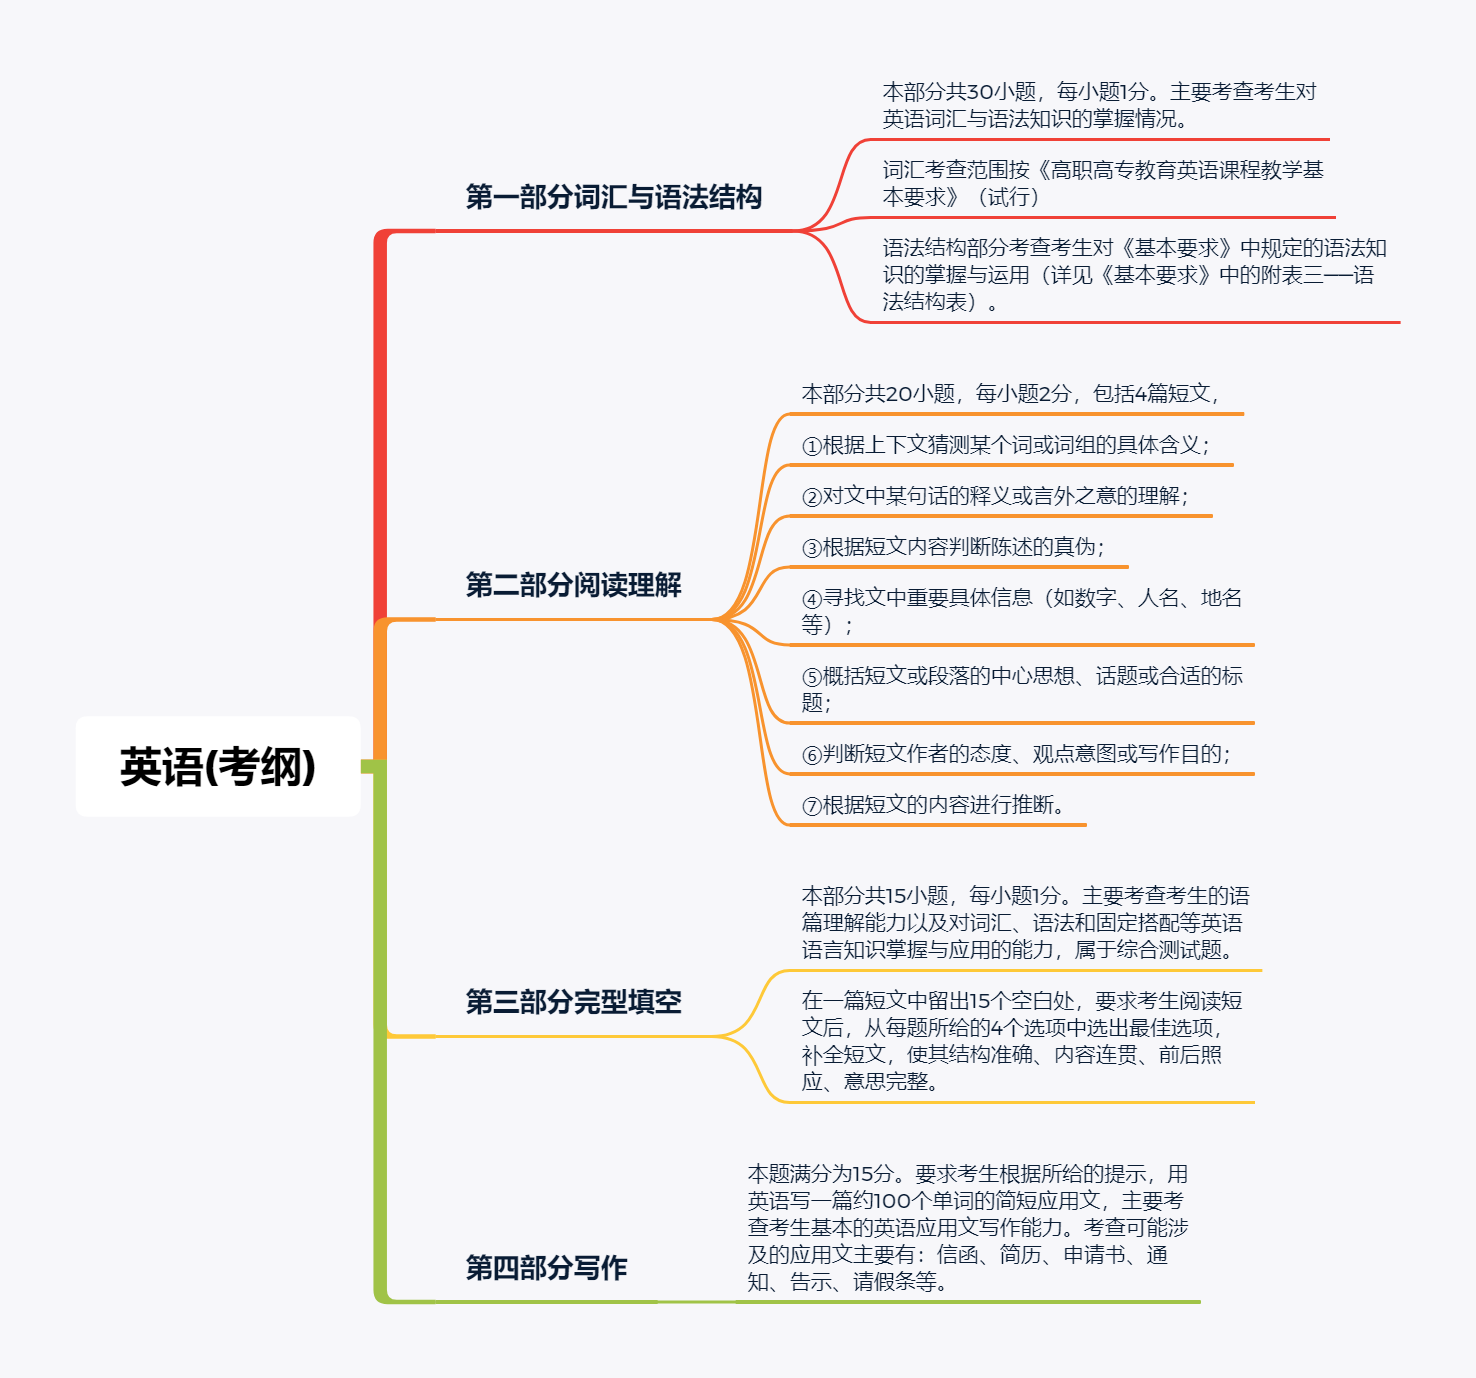 英语(考纲)
第一部分词汇与语法结构
本部分共30小题，每小题1分。主要考查考生对
英语词汇与语法知识的掌握情况。
词汇考查范围按《高职高专教育英语课程教学基
本要求》（试行）
语法结构部分考查考生对《基本要求》中规定的语法知
识的掌握与运用（详见《基本要求》中的附表三——语
法结构表）。
第二部分阅读理解
本部分共20小题，每小题2分，包括4篇短文，
①根据上下文猜测某个词或词组的具体含义；
②对文中某句话的释义或言外之意的理解；
③根据短文内容判断陈述的真伪；
④寻找文中重要具体信息（如数字、人名、地名
等）；
⑤概括短文或段落的中心思想、话题或合适的标
题；
⑥判断短文作者的态度、观点意图或写作目的；
⑦根据短文的内容进行推断。
第三部分完型填空
本部分共15小题，每小题1分。主要考查考生的语
篇理解能力以及对词汇、语法和固定搭配等英语
语言知识掌握与应用的能力，属于综合测试题。
在一篇短文中留出15个空白处，要求考生阅读短
文后，从每题所给的4个选项中选出最佳选项，
补全短文，使其结构准确、内容连贯、前后照
应、意思完整。
第四部分写作
本题满分为15分。要求考生根据所给的提示，用
英语写一篇约100个单词的简短应用文，主要考
查考生基本的英语应用文写作能力。考查可能涉
及的应用文主要有：信函、简历、申请书、通
知、告示、请假条等。